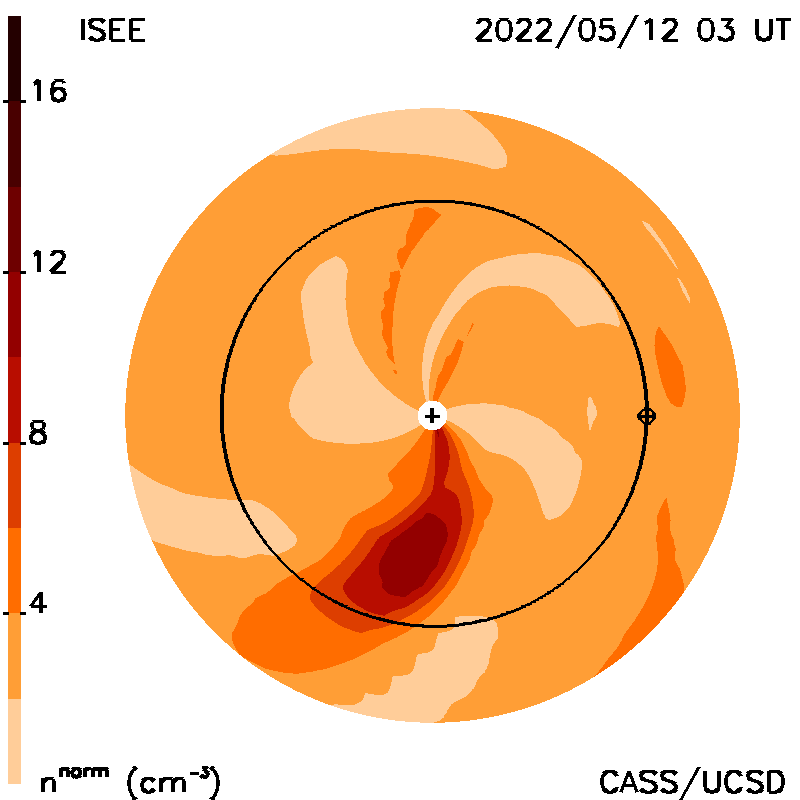 ISEE 2022/05/12 03 UT
16
12
8
4
n^norm (cm^-3) CASS/UCSD